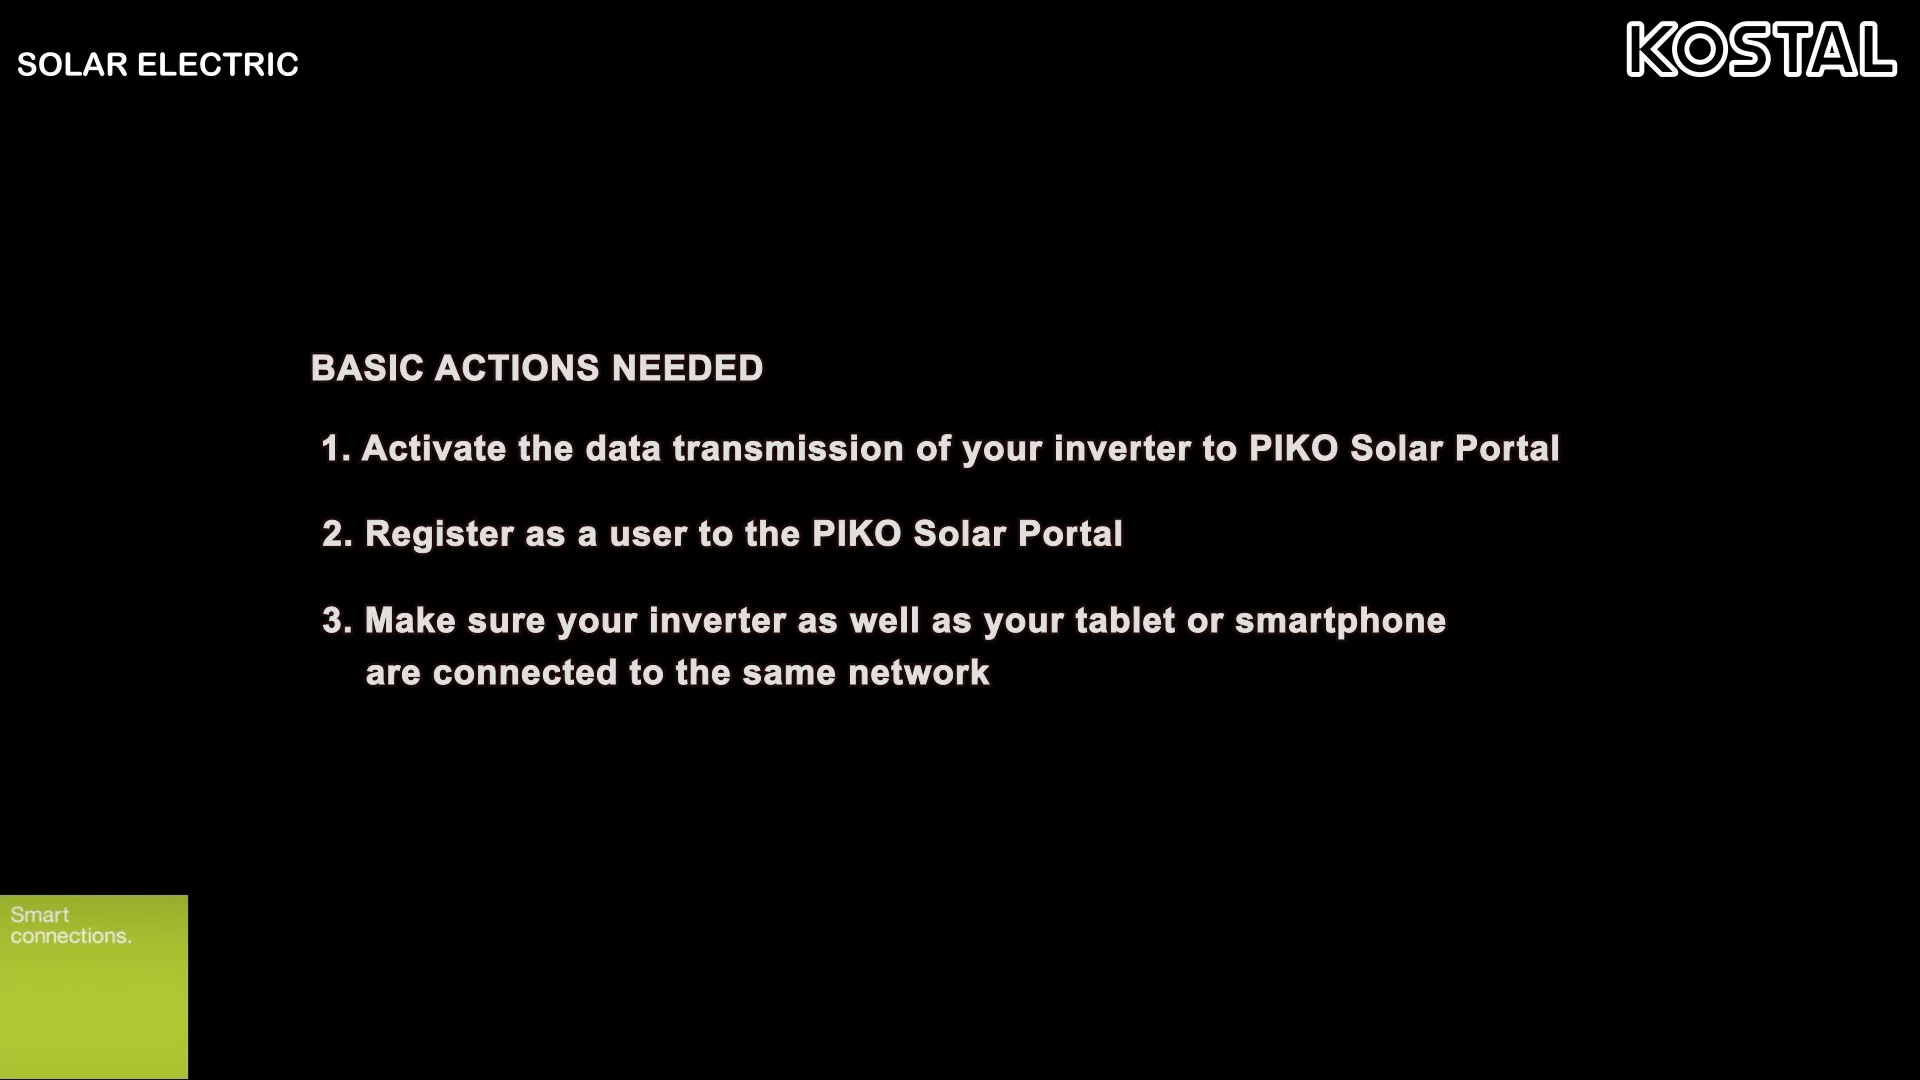 SOLAR ELECTRIC
KOSTAL
BASIC ACTIONS NEEDED
1. Activate the data transmission of your inverter to PIKO Solar Portal
2. Register as a user to the PIKO Solar Portal
3. Make sure your inverter as well as your tablet or smartphone
are connected to the same network
Smart
connections.